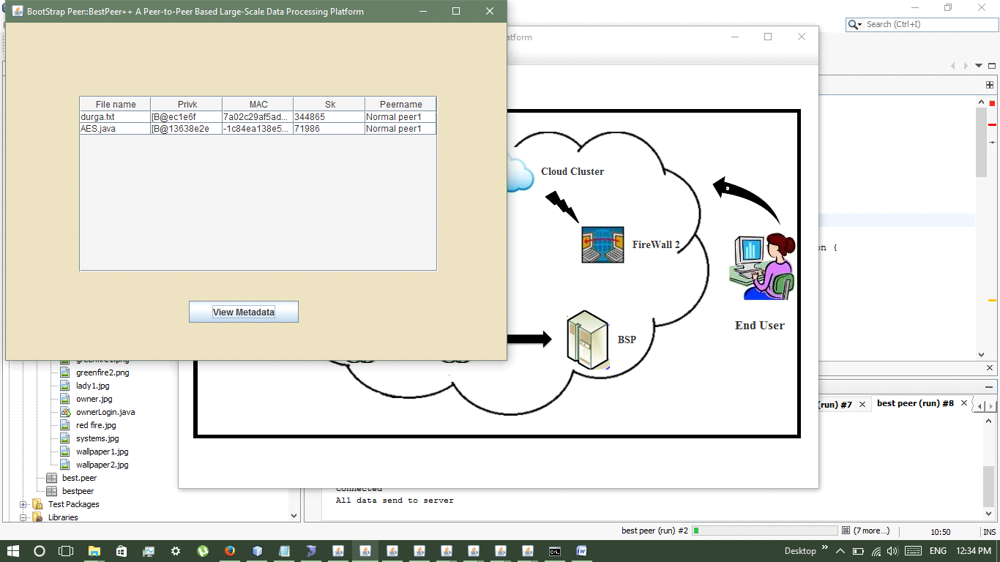 BootStrap Peer::BestPeer++ A Peer-to-Peer Based Large-Scale Data Processing Platform
Search (Ctrl+I)
atform
File name Privk MAC Sk Peername
durga.txt [B@ec1e6f 7a02c29af5ad... 344865 Normal peer1
AES.java [B@13638e2e -1c84ea138e5... 71986 Normal peer1
View Metadata
Cloud Cluster
FireWall 2
on {
End User
BSP
greenfire1.png
greenfire2.png
lady1.jpg
owner.jpg
ownerLogin.java
red fire.jpg
systems.jpg
wallpaper1.jpg
wallpaper2.jpg
best.peer
bestpeer
Test Packages
Libraries
(run) #7
best peer (run) #8
Connected
All data send to server
best peer (run) #2
(7 more...)
10:50
INS
Desktop
ENG
12:34 PM